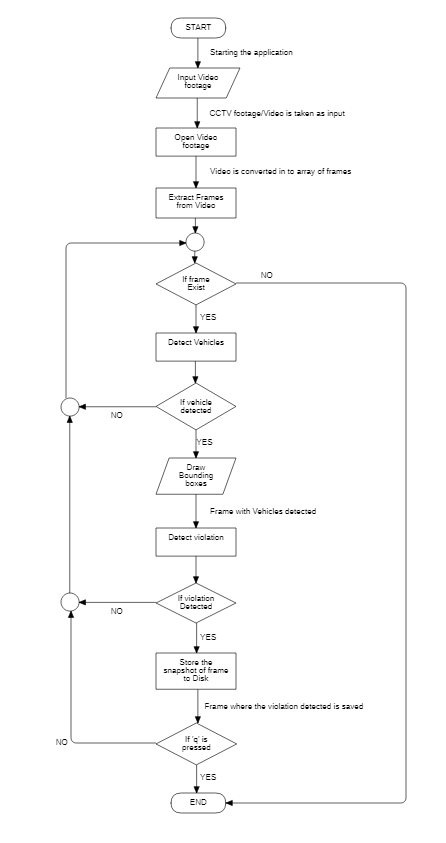 START
Starting the application
Input Video
footage
CCTV footage/Video is taken as input
Open Video
footage
Video is converted in to array of frames
Extract Frames
from Video
If frame
Exist
NO
YES
Detect Vehicles
If vehicle
detected
NO
YES
Draw
Bounding
boxes
Frame with Vehicles detected
Detect violation
If violation
Detected
NO
YES
Store the
snapshot of frame
to Disk
Frame where the violation detected is saved
If 'q' is
pressed
NO
YES
END